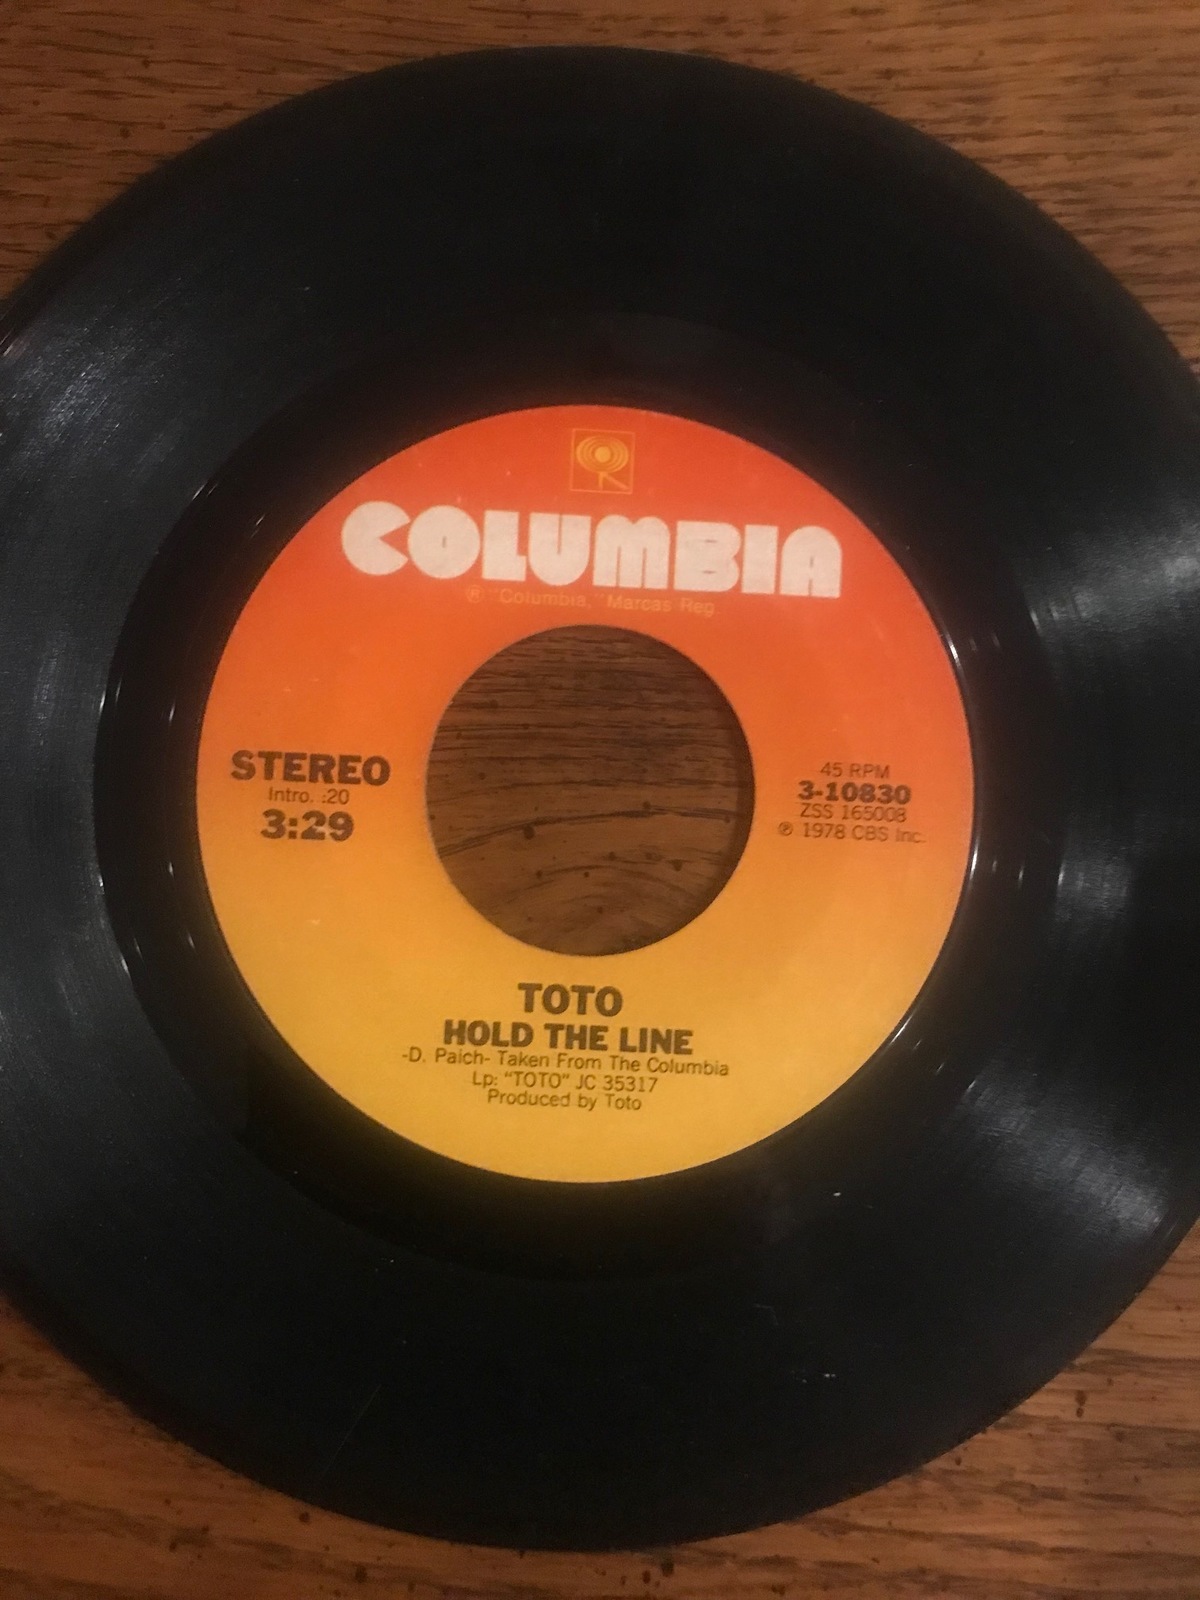 COLUMBIA
® "Columbia," Marcas Reg
STEREO
Intro. :20
3:29
45 RPM
3-10830
ZSS 165008
℗ 1978 CBS Inc.
TOTO
HOLD THE LINE
-D. Paich- Taken From The Columbia
Lp: "TOTO" JC 35317
Produced by Toto